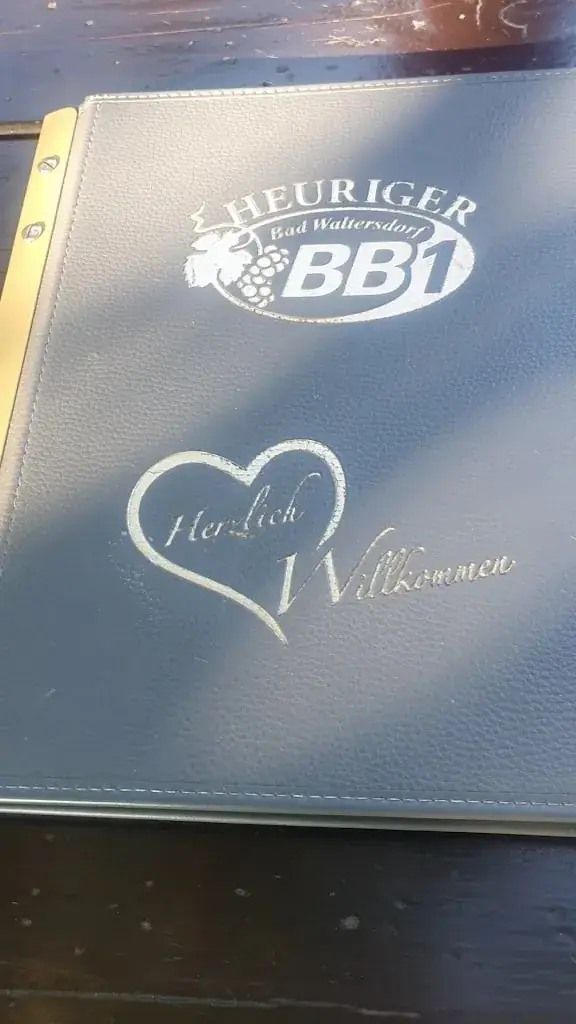 HEURIGER
Bad Waltersdorf
BB1
Herzlich
Willkommen